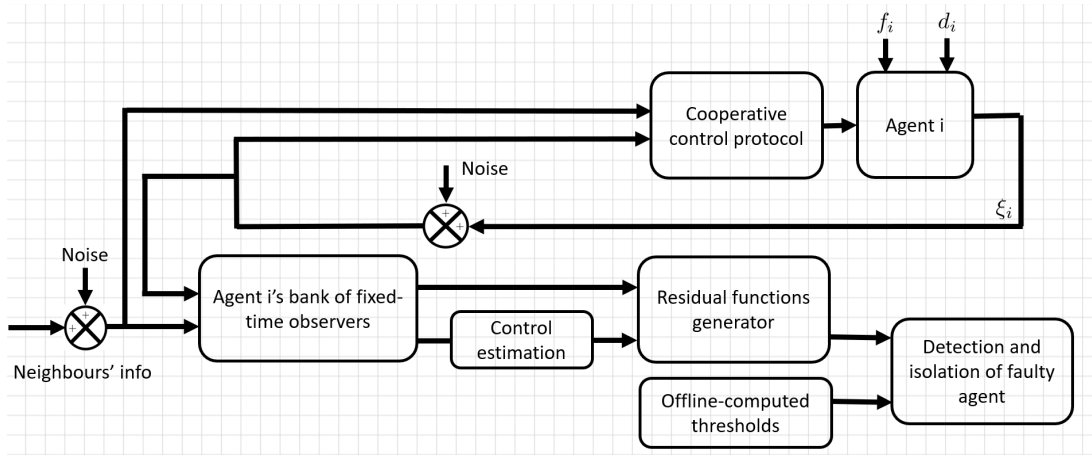 f_i
d_i
Cooperative
control protocol
Agent i
Noise
+
+
ξ_i
Noise
+
+
Neighbours' info
Agent i's bank of fixed-
time observers
Control
estimation
Residual functions
generator
Offline-computed
thresholds
Detection and
isolation of faulty
agent